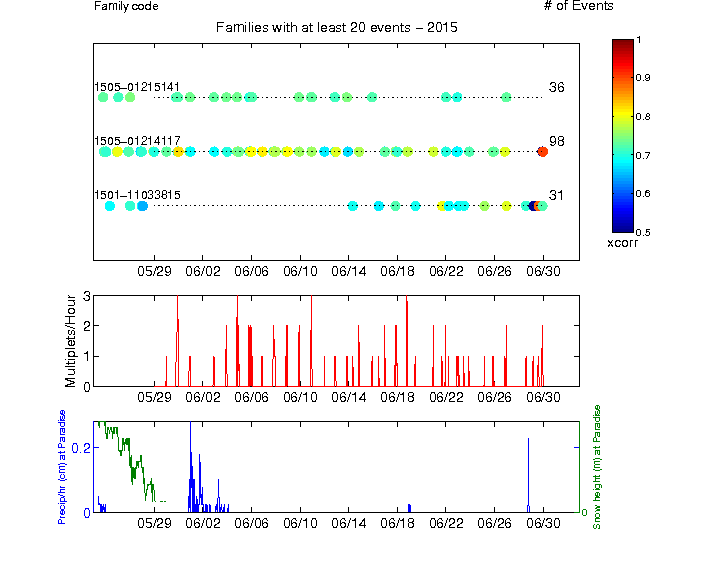 Family code
# of Events
Families with at least 20 events − 2015
1505−01215141
36
1505−01214117
98
1501−11033815
31
05/29 06/02 06/06 06/10 06/14 06/18 06/22 06/26 06/30
1
0.9
0.8
0.7
0.6
0.5
xcorr
Multiplets/Hour
3
2
1
0
05/29 06/02 06/06 06/10 06/14 06/18 06/22 06/26 06/30
Precip/hr (cm) at Paradise
0.2
0
05/29 06/02 06/06 06/10 06/14 06/18 06/22 06/26 06/30
0
Snow height (m) at Paradise